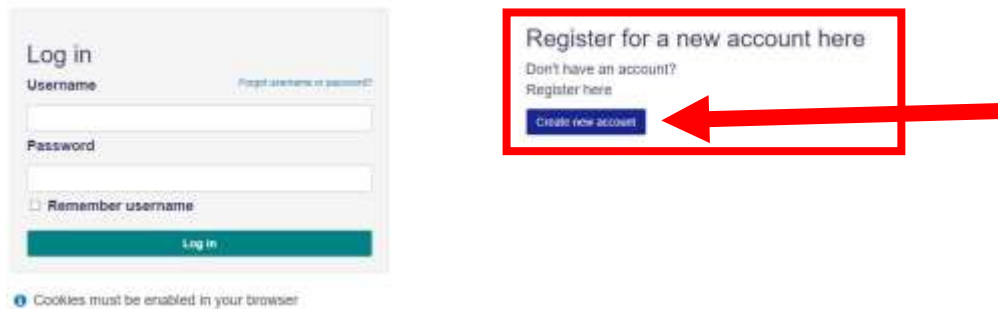 Log in
Username
Forgot username or password?
Password
Remember username
Log in
Cookies must be enabled in your browser
Register for a new account here
Don't have an account?
Register here
Create new account